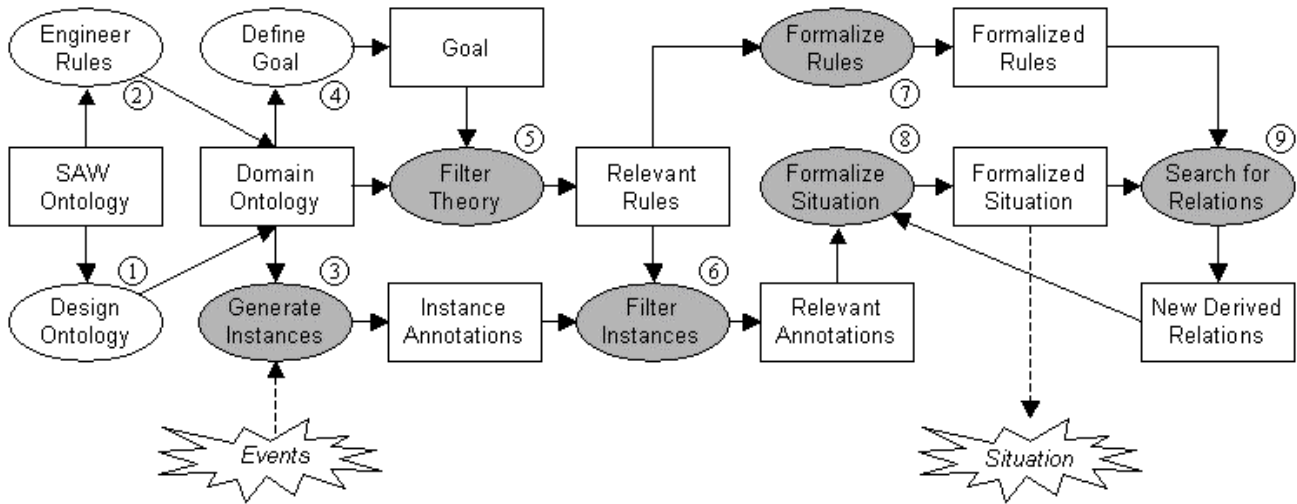 Engineer
Rules
2
Define
Goal
4
Goal
Formalize
Rules
7
Formalized
Rules
SAW
Ontology
Domain
Ontology
5
Filter
Theory
Relevant
Rules
8
Formalize
Situation
Formalized
Situation
9
Search for
Relations
1
Design
Ontology
3
Generate
Instances
Instance
Annotations
6
Filter
Instances
Relevant
Annotations
New Derived
Relations
Events
Situation